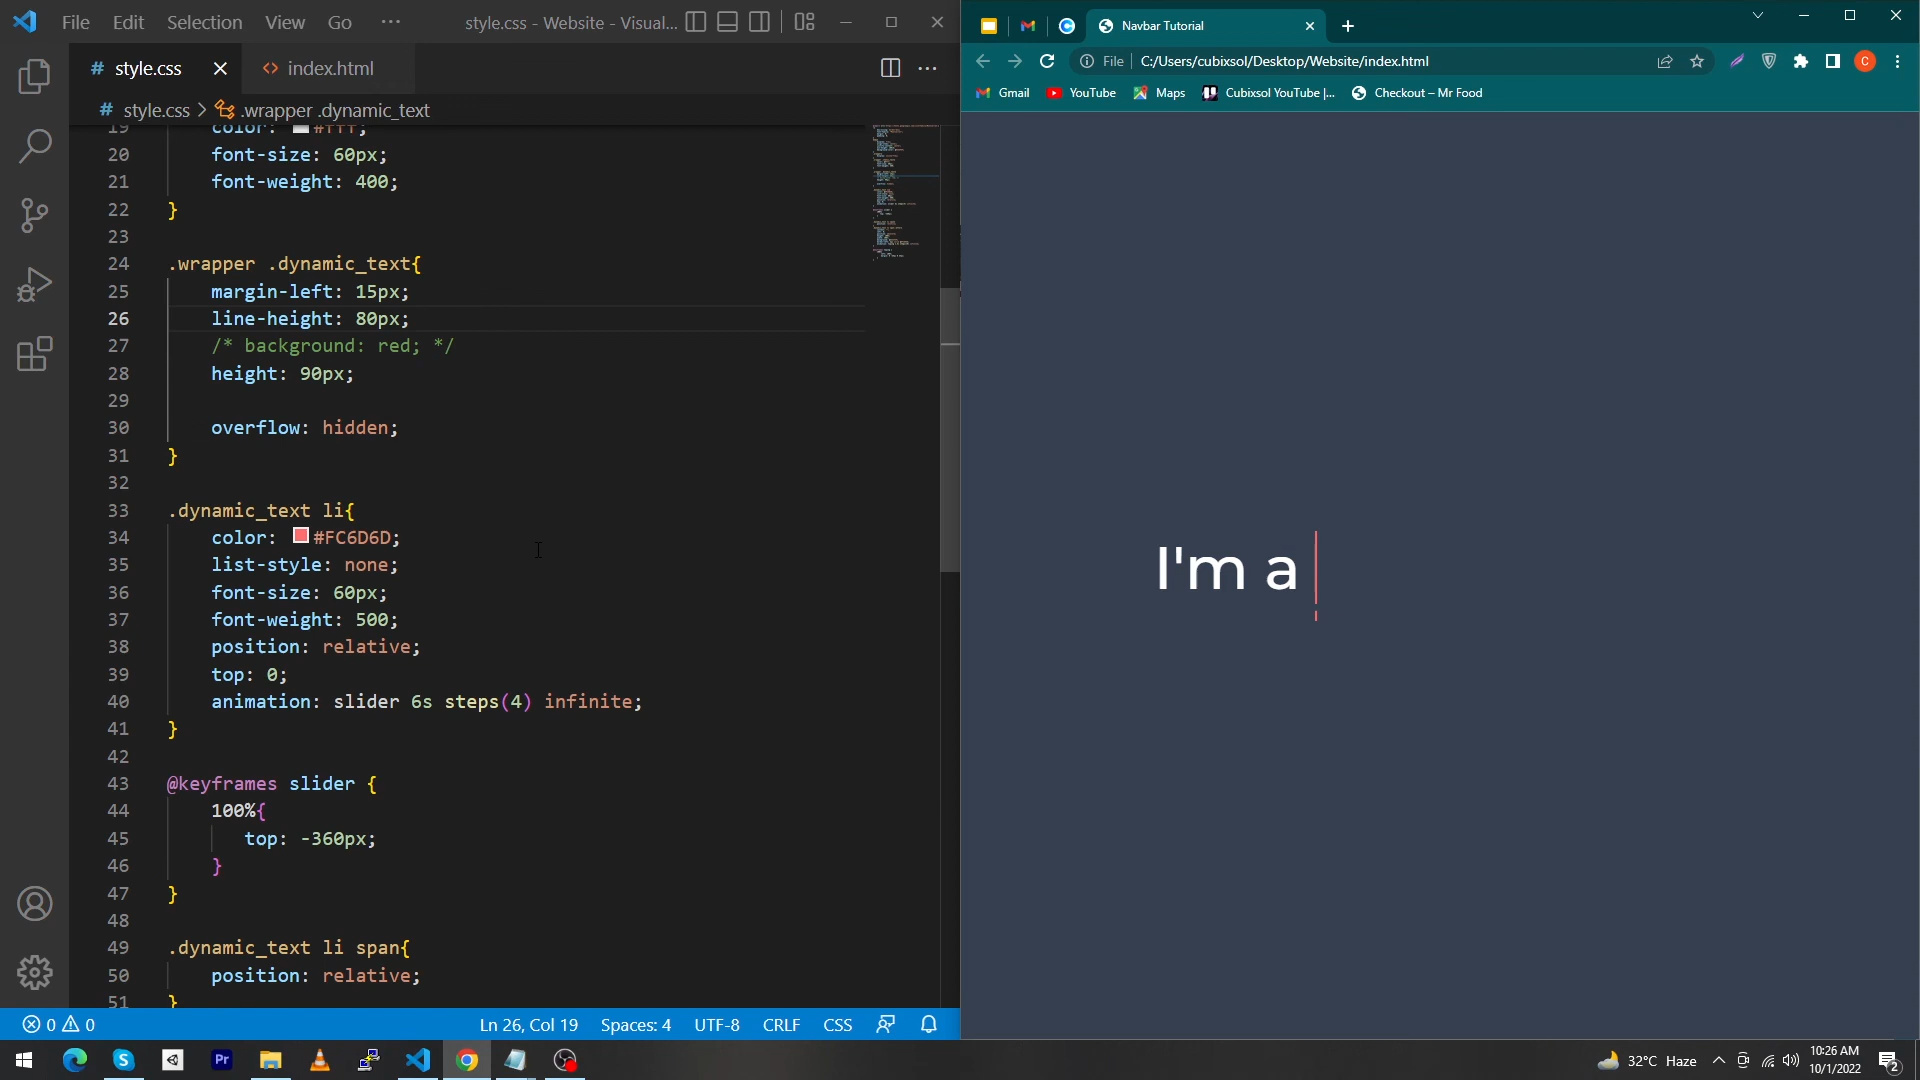 File Edit Selection View Go ··· style.css - Website - Visual...
# style.css × <> index.html ···
# style.css > .wrapper .dynamic_text
19 color: #fff;
20 font-size: 60px;
21 font-weight: 400;
22 }
23
24 .wrapper .dynamic_text{
25 margin-left: 15px;
26 line-height: 80px;
27 /* background: red; */
28 height: 90px;
29
30 overflow: hidden;
31 }
32
33 .dynamic_text li{
34 color: #FC6D6D;
35 list-style: none;
36 font-size: 60px;
37 font-weight: 500;
38 position: relative;
39 top: 0;
40 animation: slider 6s steps(4) infinite;
41 }
42
43 @keyframes slider {
44 100%{
45 top: -360px;
46 }
47 }
48
49 .dynamic_text li span{
50 position: relative;
51 }
0 0 Ln 26, Col 19 Spaces: 4 UTF-8 CRLF CSS
Navbar Tutorial
File C:/Users/cubixsol/Desktop/Website/index.html C
Gmail YouTube Maps Cubixsol YouTube |... Checkout – Mr Food
I'm a
S Pr 32°C Haze 10:26 AM
10/1/2022 2